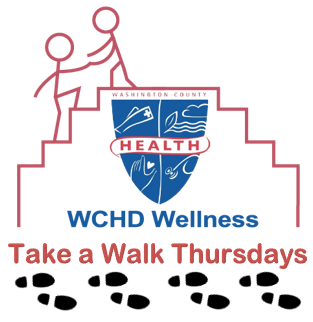 WASHINGTON COUNTY
HEALTH
WCHD Wellness
Take a Walk Thursdays